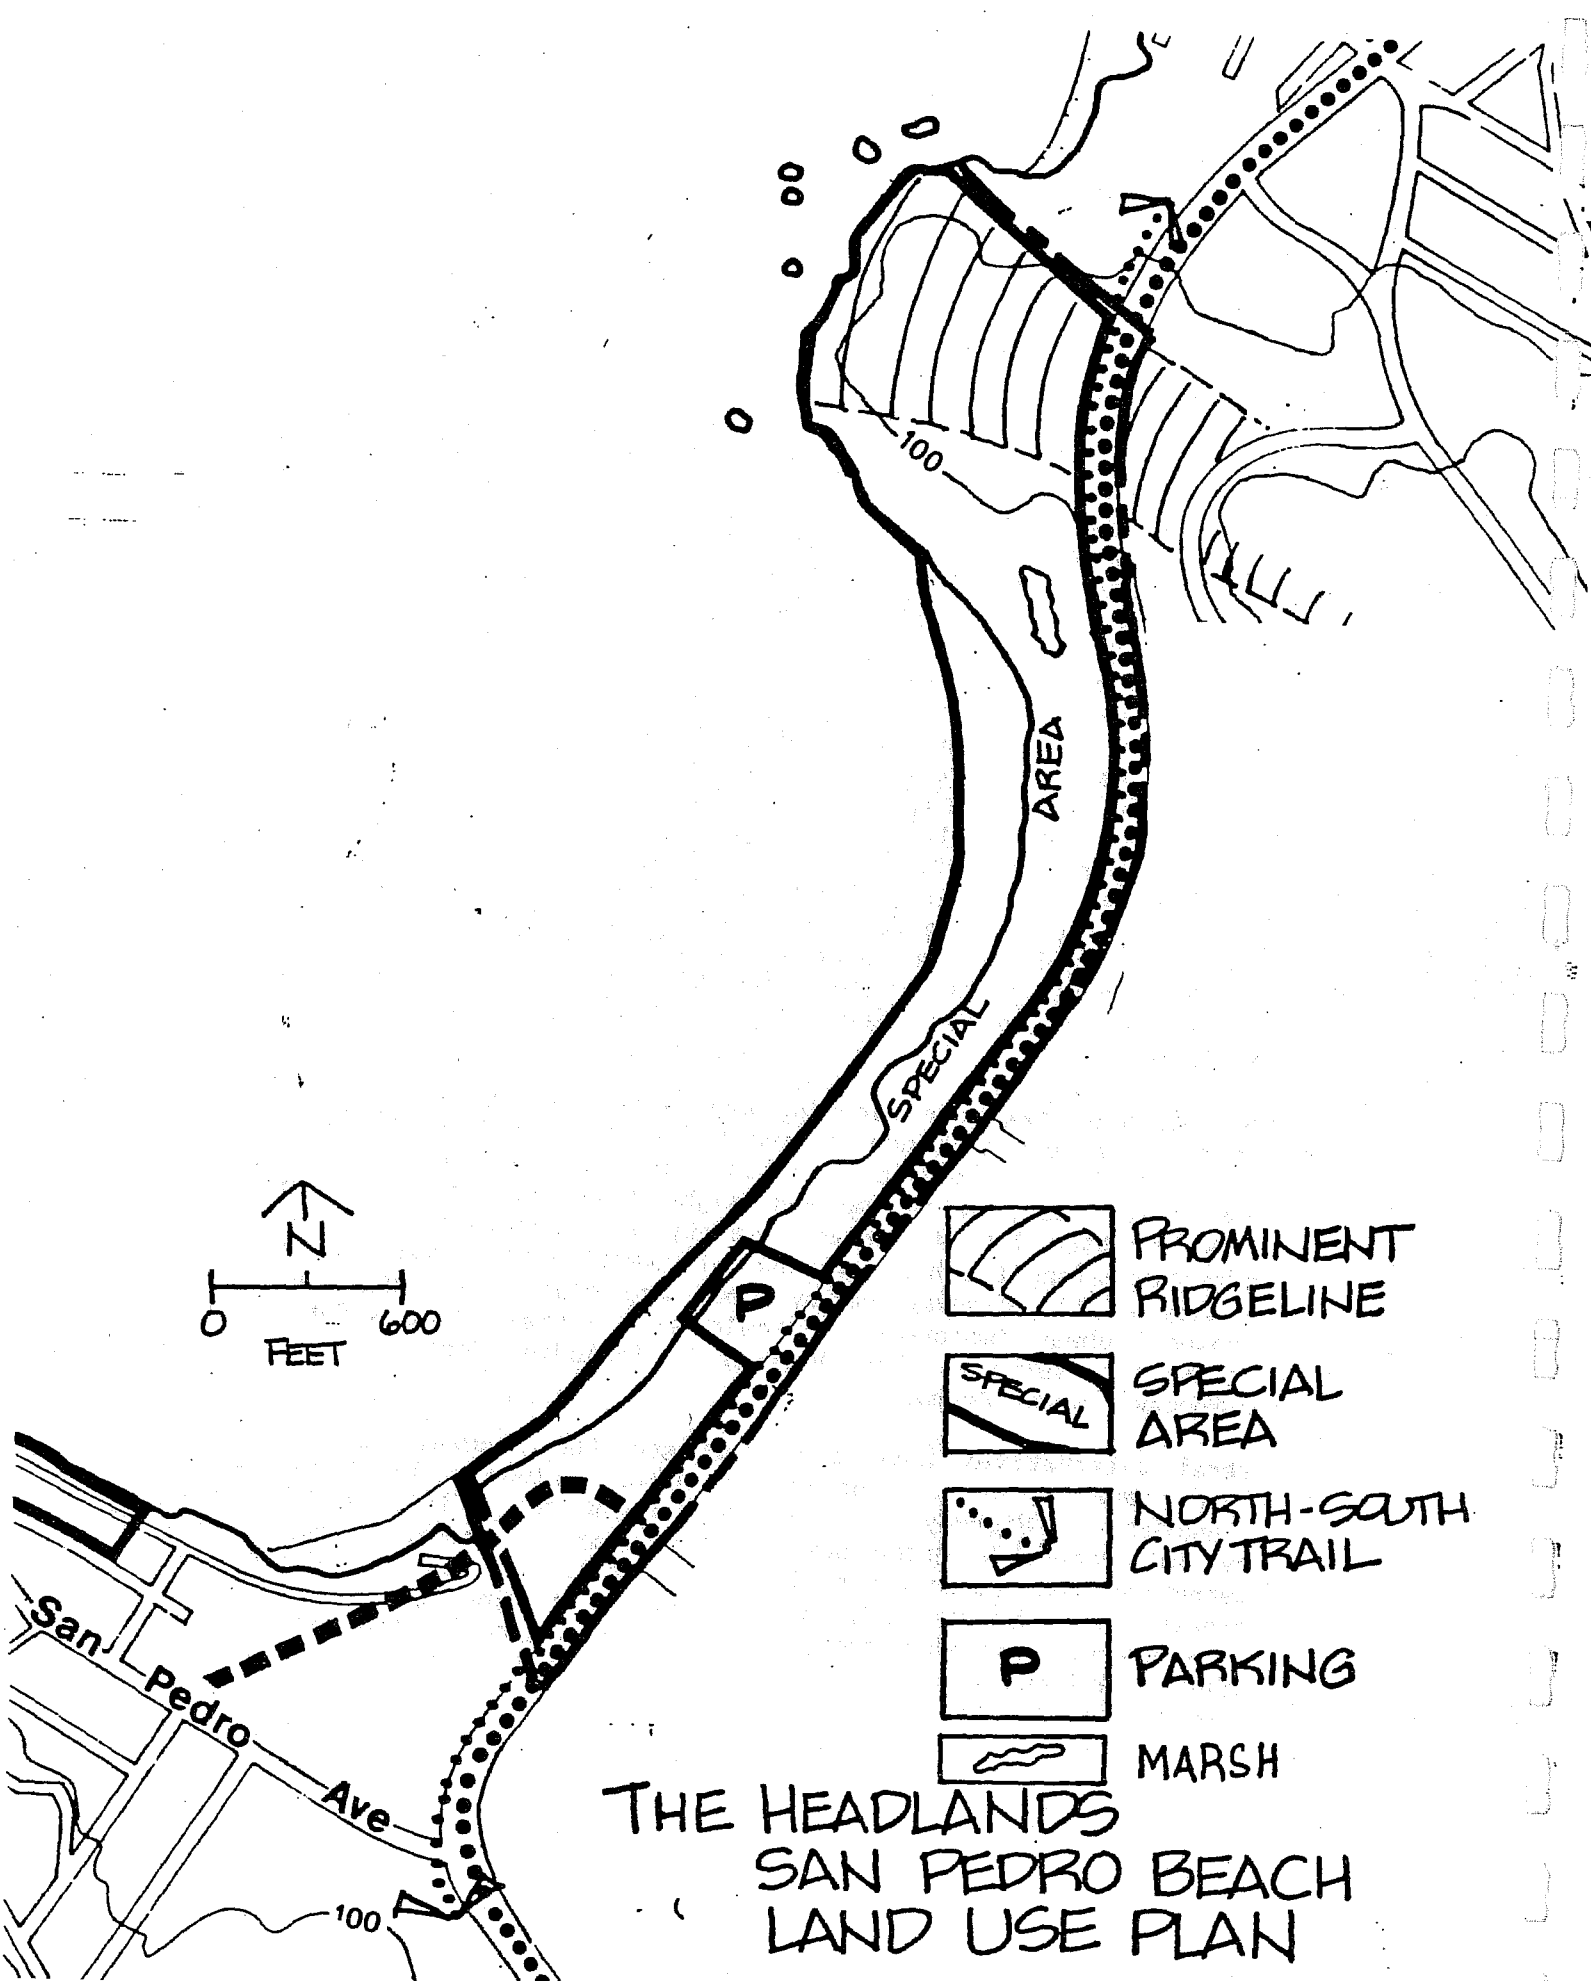 100
AREA
SPECIAL
N
0 600
FEET
P
San
Pedro
Ave
100
PROMINENT
RIDGELINE
SPECIAL
SPECIAL
AREA
NORTH-SOUTH
CITY TRAIL
P
PARKING
MARSH
THE HEADLANDS
SAN PEDRO BEACH
LAND USE PLAN